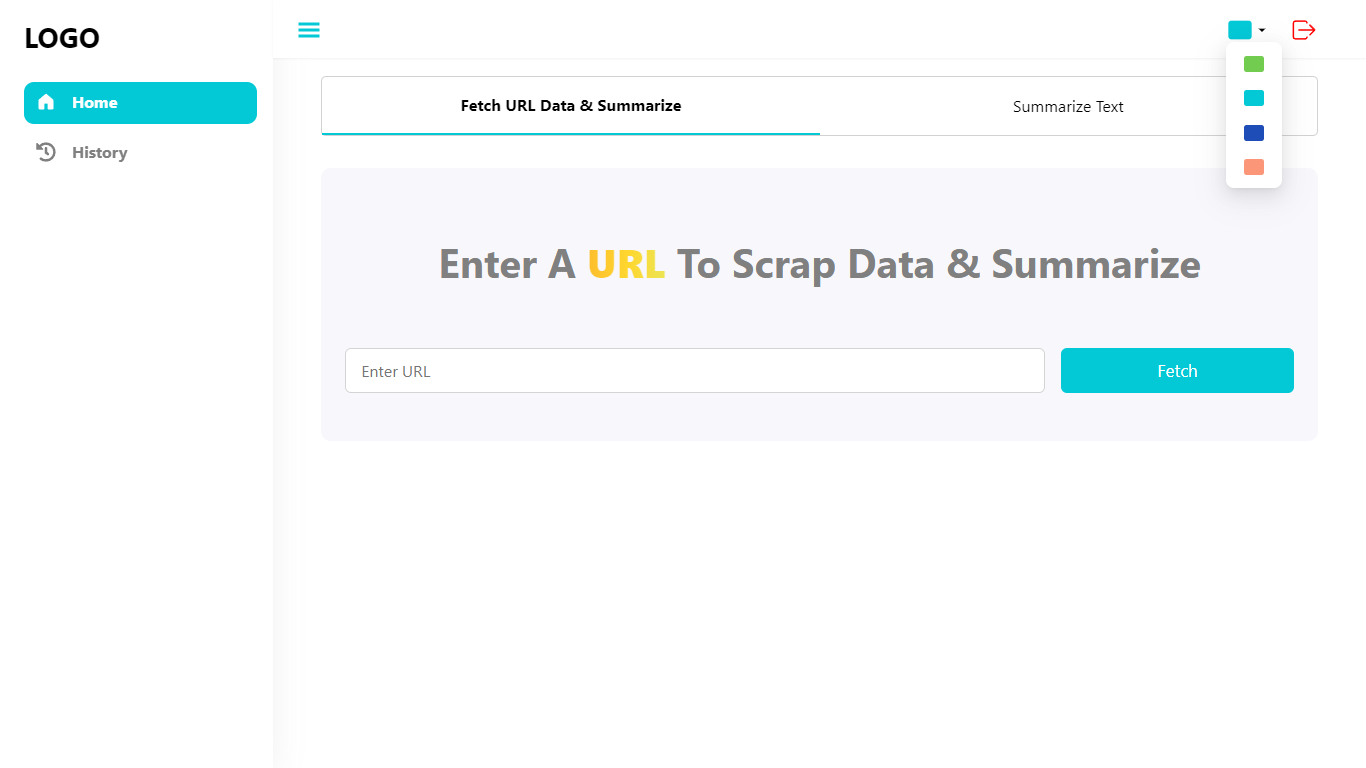 LOGO
Home
History
Fetch URL Data & Summarize
Summarize Text
Enter A URL To Scrap Data & Summarize
Enter URL
Fetch